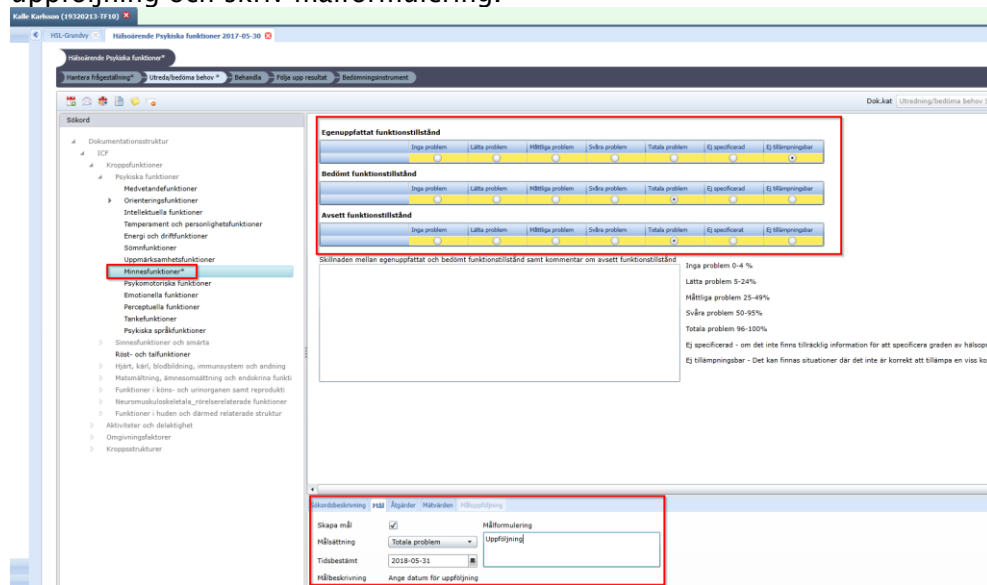 uppföljning och skriv målformulering.
Kalle Karlsson (19320213-TF10)
HSL-Grundvy
Hälsoärende Psykiska funktioner 2017-05-30
Hälsoärende Psykiska funktioner*
Hantera frågeställning* Utreda/bedöma behov * Behandla Följa upp resultat Bedömningsinstrument
Dok.kat Utredning/bedöma behov
Sökord
Dokumentationsstruktur
ICF
Kroppsfunktioner
Psykiska funktioner
Medvetandefunktioner
Orienteringsfunktioner
Intellektuella funktioner
Temperament och personlighetsfunktioner
Energi och driftfunktioner
Sömnfunktioner
Uppmärksamhetsfunktioner
Minnesfunktioner*
Psykomotoriska funktioner
Emotionella funktioner
Perceptuella funktioner
Tankefunktioner
Psykiska språkfunktioner
Sinnesfunktioner och smärta
Röst- och talfunktioner
Hjärt, kärl, blodbildning, immunsystem och andning
Matsmältning, ämnesomsättning och endokrina funkti
Funktioner i köns- och urinorganen samt reprodukti
Neuromuskuloskeletala_rörelserelaterade funktioner
Funktioner i huden och därmed relaterade struktur
Aktiviteter och delaktighet
Omgivningsfaktorer
Kroppsstrukturer
Egenuppfattat funktionstillstånd
Inga problem Lätta problem Måttliga problem Svåra problem Totala problem Ej specificerad Ej tillämpningsbar
Bedömt funktionstillstånd
Inga problem Lätta problem Måttliga problem Svåra problem Totala problem Ej specificerad Ej tillämpningsbar
Avsett funktionstillstånd
Inga problem Lätta problem Måttliga problem Svåra problem Totala problem Ej specificerat Ej tillämpningsbar
Skillnaden mellan egenuppfattat och bedömt funktionstillstånd samt kommentar om avsett funktionstillstånd
Inga problem 0-4 %
Lätta problem 5-24%
Måttliga problem 25-49%
Svåra problem 50-95%
Totala problem 96-100%
Ej specificerad - om det inte finns tillräcklig information för att specificera graden av hälsopr
Ej tillämpningsbar - Det kan finnas situationer där det inte är korrekt att tillämpa en viss ko
Sökordsbeskrivning Mål Åtgärder Mätvärden Måluppföljning
Skapa mål
Målformulering
Målsättning Totala problem
Uppföljning
Tidsbestämt 2018-05-31
Målbeskrivning Ange datum för uppföljning